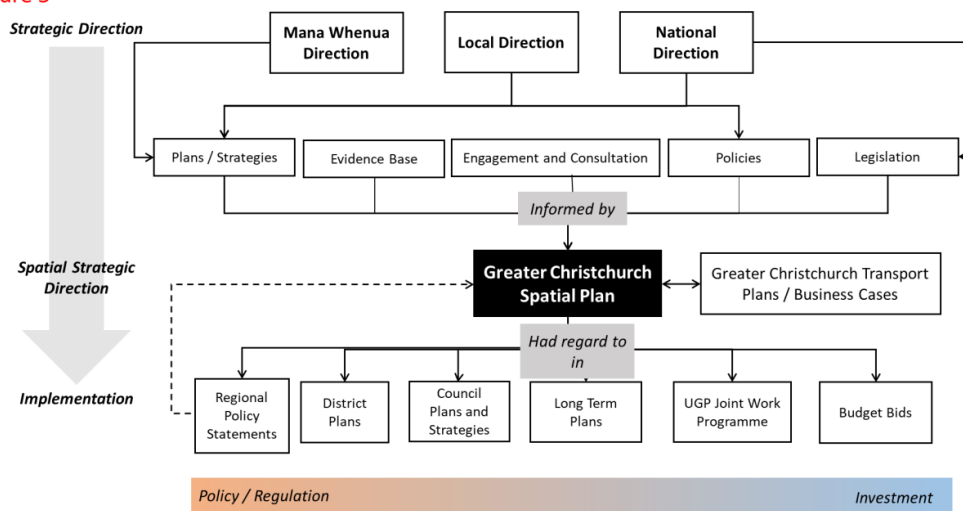 Strategic Direction
Mana Whenua
Direction
Local Direction
National
Direction
Plans / Strategies
Evidence Base
Engagement and Consultation
Policies
Legislation
Informed by
Spatial Strategic
Direction
Greater Christchurch
Spatial Plan
Greater Christchurch Transport
Plans / Business Cases
Had regard to
in
Implementation
Regional
Policy
Statements
District
Plans
Council
Plans and
Strategies
Long Term
Plans
UGP Joint Work
Programme
Budget Bids
Policy / Regulation
Investment